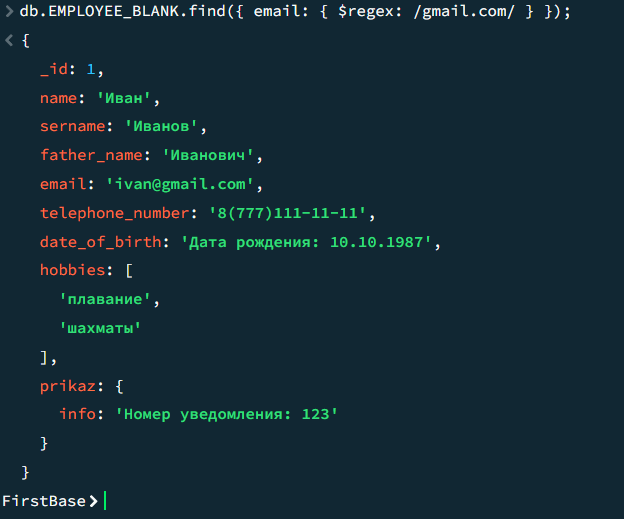 > db.EMPLOYEE_BLANK.find({ email: { $regex: /gmail.com/ } });
< {
_id: 1,
name: 'Иван',
sername: 'Иванов',
father_name: 'Иванович',
email: 'ivan@gmail.com',
telephone_number: '8(777)111-11-11',
date_of_birth: 'Дата рождения: 10.10.1987',
hobbies: [
'плавание',
'шахматы'
],
prikaz: {
info: 'Номер уведомления: 123'
}
}
FirstBase>